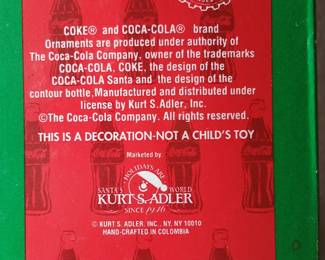 COKE® and COCA-COLA® brand
Ornaments are produced under authority of
The Coca-Cola Company, owner of the trademarks
COCA-COLA, COKE, the design of the
COCA-COLA Santa and the design of the
contour bottle. Manufactured and distributed under
license by Kurt S. Adler, Inc.
©The Coca-Cola Company. All rights reserved.
THIS IS A DECORATION-NOT A CHILD'S TOY
Marketed by
HOLIDAYS ARE
SANTA'S WORLD
KURT S. ADLER
SINCE 1946
© KURT S. ADLER, INC., NY, NY 10010
HAND-CRAFTED IN COLOMBIA